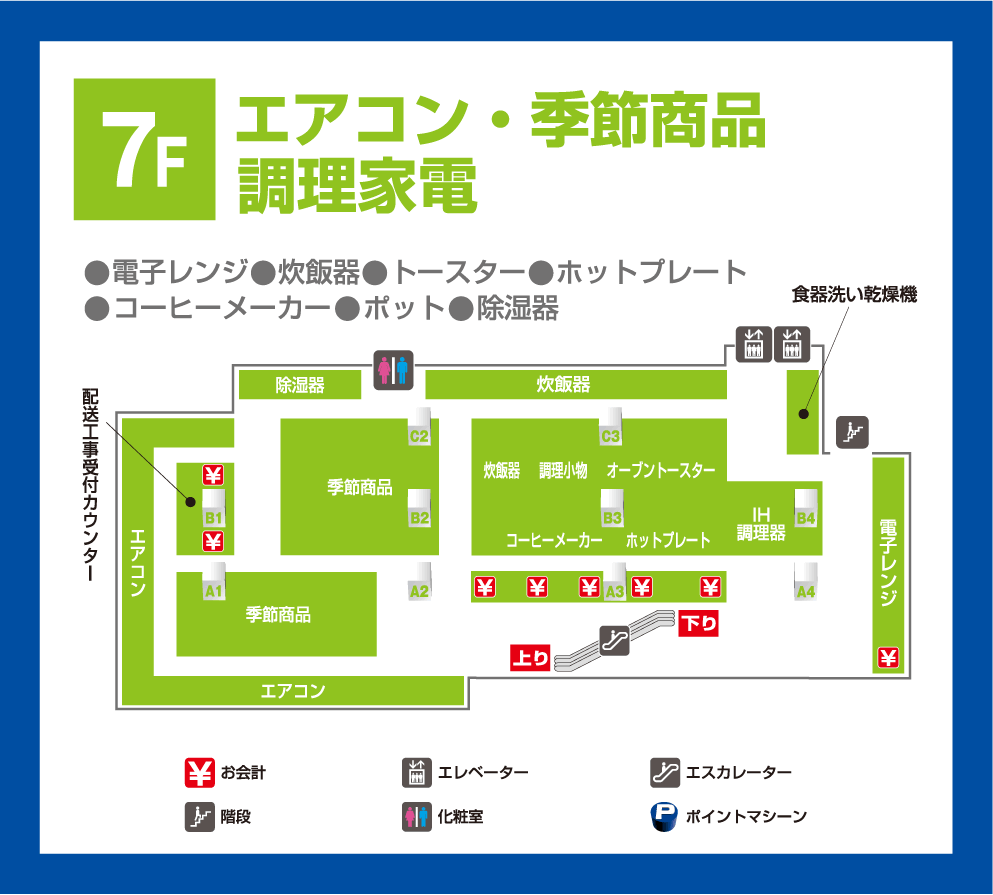 7F
エアコン・季節商品
調理家電
●電子レンジ●炊飯器●トースター●ホットプレート
●コーヒーメーカー●ポット●除湿器
食器洗い乾燥機
配送工事受付カウンター
除湿器
炊飯器
C2
C3
炊飯器 調理小物 オーブントースター
季節商品
¥
B1
B2
B3
IH
調理器
B4
¥
コーヒーメーカー ホットプレート
エアコン
電子レンジ
A1
A2
¥ ¥ ¥ A3 ¥ ¥
A4
季節商品
下り
上り
¥
エアコン
¥ お会計
エレベーター
エスカレーター
階段
化粧室
P ポイントマシーン